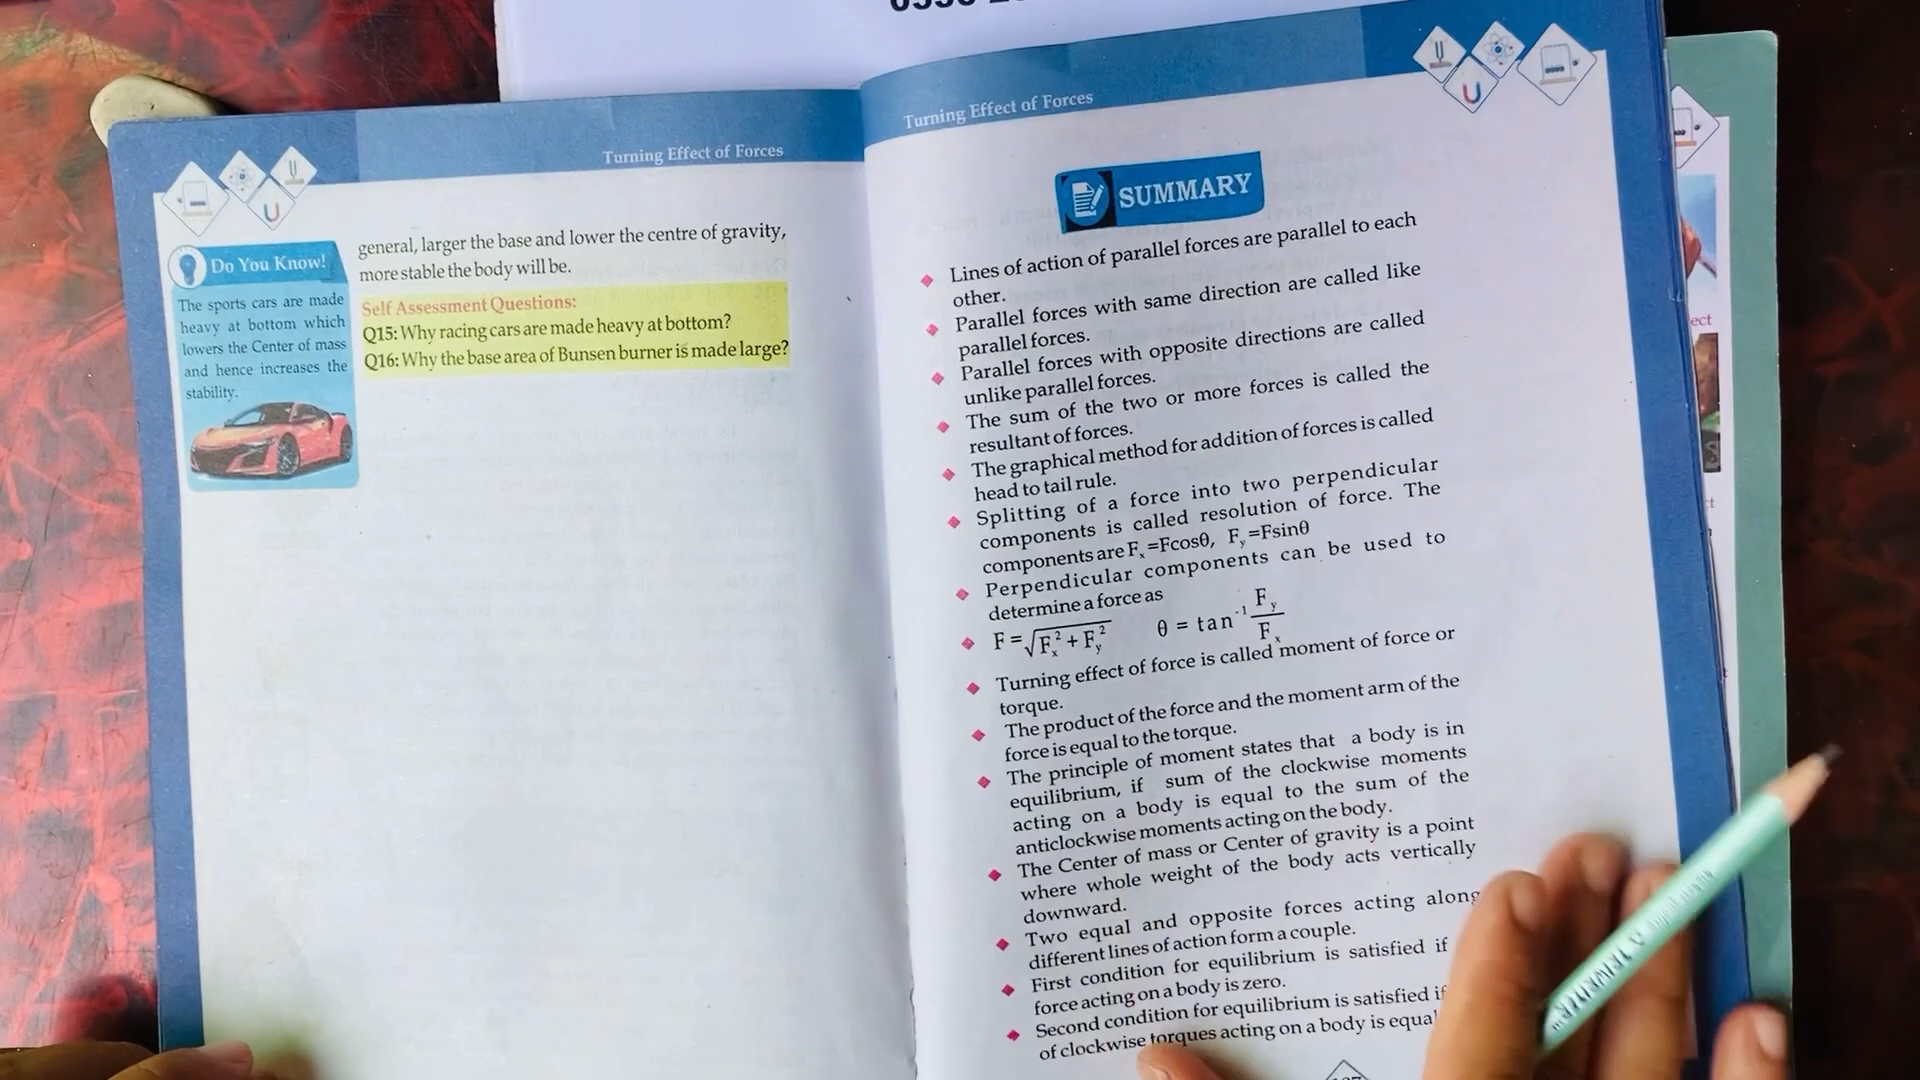 Turning Effect of Forces
Do You Know!
The sports cars are made
heavy at bottom which
lowers the Center of mass
and hence increases the
stability.
general, larger the base and lower the centre of gravity,
more stable the body will be.
Self Assessment Questions:
Q15: Why racing cars are made heavy at bottom?
Q16: Why the base area of Bunsen burner is made large?
Turning Effect of Forces
SUMMARY
Lines of action of parallel forces are parallel to each
other.
Parallel forces with same direction are called like
parallel forces.
Parallel forces with opposite directions are called
unlike parallel forces.
The sum of the two or more forces is called the
resultant of forces.
The graphical method for addition of forces is called
head to tail rule.
Splitting of a force into two perpendicular
components is called resolution of force. The
components are Fₓ=Fcosθ, Fᵧ=Fsinθ
Perpendicular components can be used to
determine a force as
F = √(Fₓ² + Fᵧ²) θ = tan⁻¹ Fᵧ/Fₓ
Turning effect of force is called moment of force or
torque.
The product of the force and the moment arm of the
force is equal to the torque.
The principle of moment states that a body is in
equilibrium, if sum of the clockwise moments
acting on a body is equal to the sum of the
anticlockwise moments acting on the body.
The Center of mass or Center of gravity is a point
where whole weight of the body acts vertically
downward.
Two equal and opposite forces acting along
different lines of action form a couple.
First condition for equilibrium is satisfied if
force acting on a body is zero.
Second condition for equilibrium is satisfied if
of clockwise torques acting on a body is equal
ect